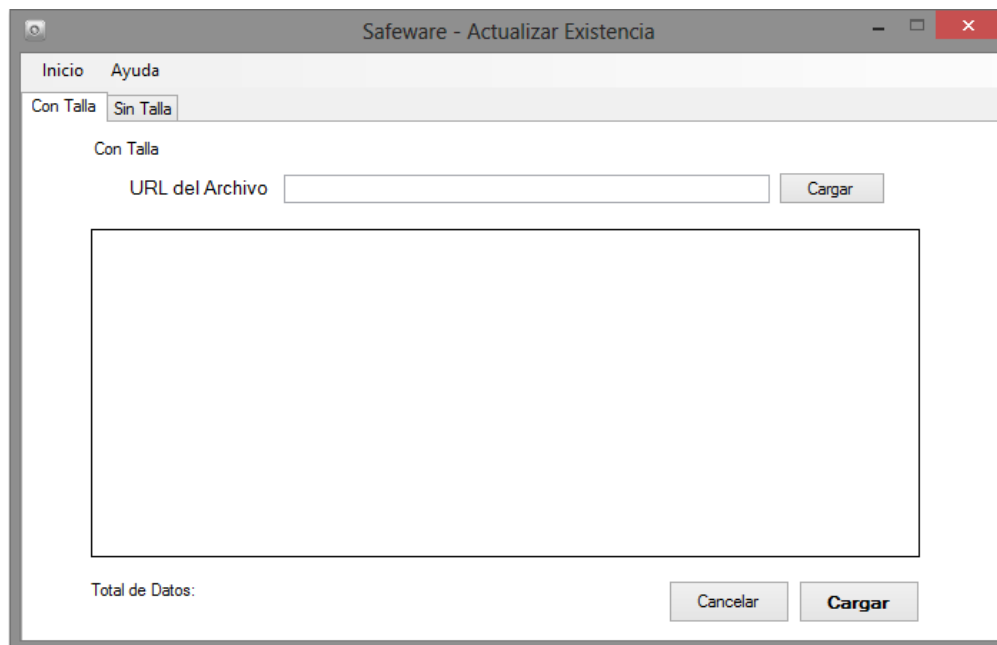 Safeware - Actualizar Existencia
Inicio Ayuda
Con Talla Sin Talla
Con Talla
URL del Archivo Cargar
Total de Datos: Cancelar Cargar